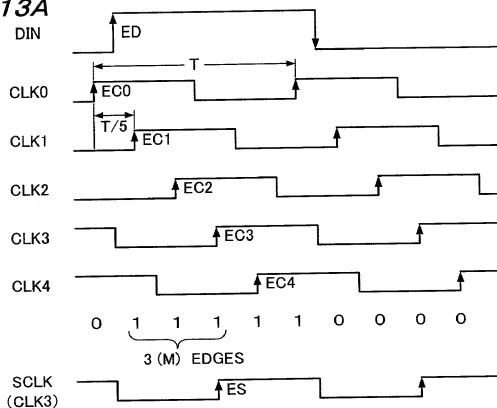 13A
DIN
ED
T
CLK0
EC0
T/5
CLK1
EC1
CLK2
EC2
CLK3
EC3
CLK4
EC4
0 1 1 1 1 1 0 0 0 0
3 (M) EDGES
SCLK
(CLK3)
ES